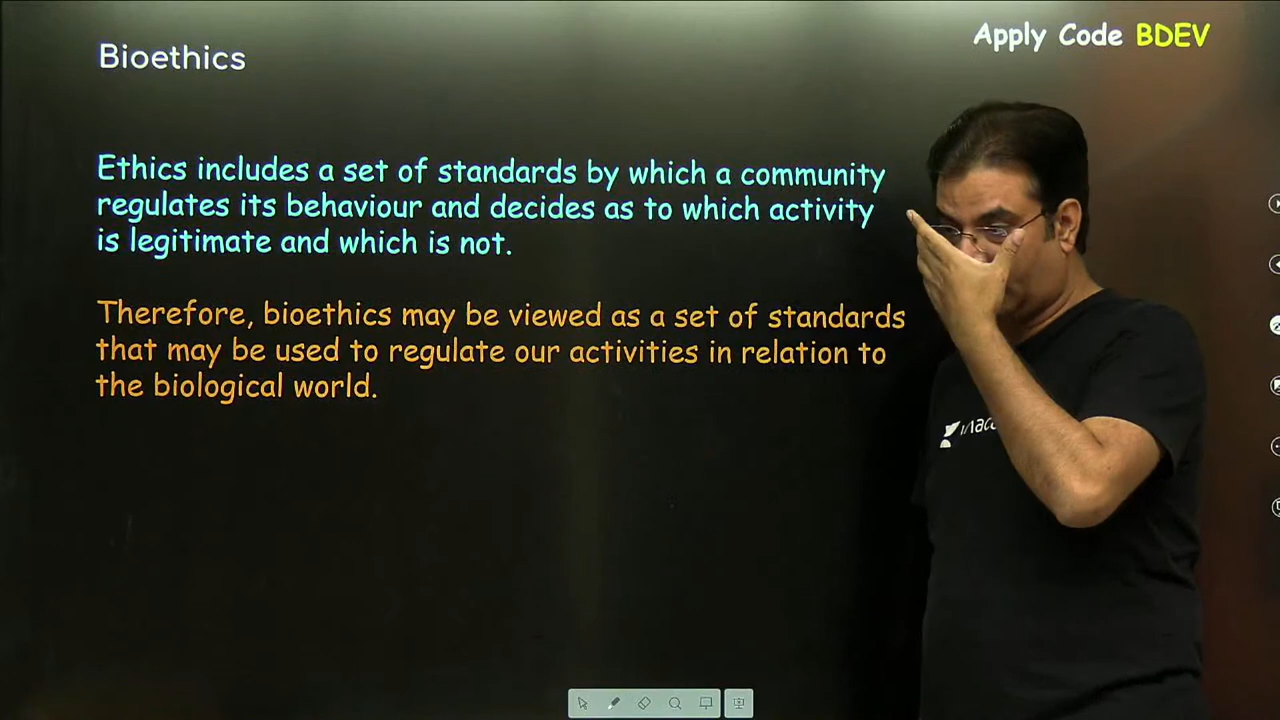 Apply Code BDEV
Bioethics
Ethics includes a set of standards by which a community
regulates its behaviour and decides as to which activity
is legitimate and which is not.
Therefore, bioethics may be viewed as a set of standards
that may be used to regulate our activities in relation to
the biological world.